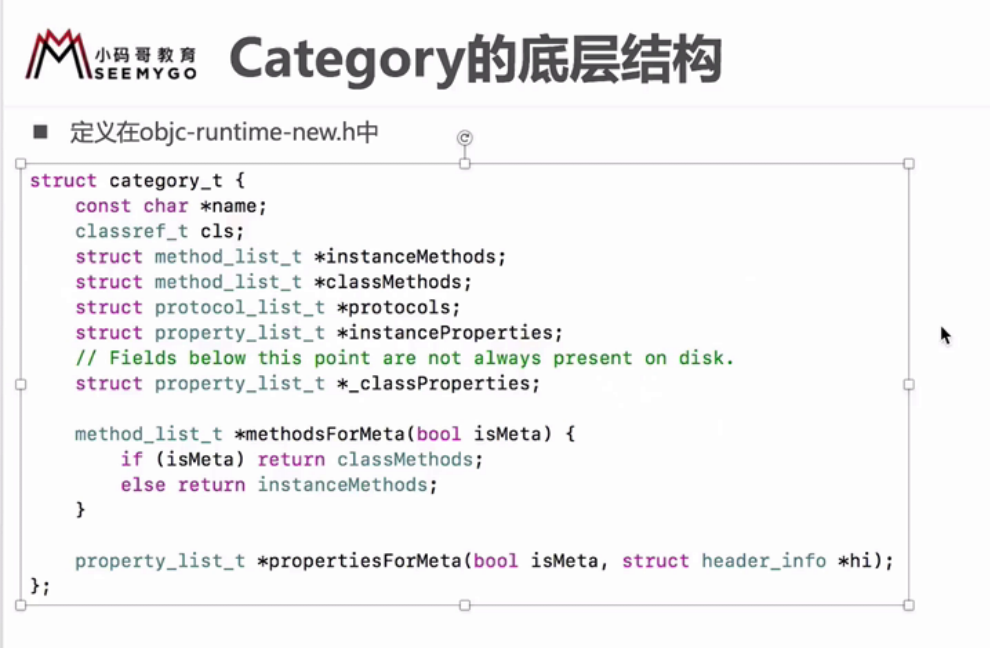 小码哥教育
SEEMYGO
Category的底层结构
■ 定义在objc-runtime-new.h中
struct category_t {
    const char *name;
    classref_t cls;
    struct method_list_t *instanceMethods;
    struct method_list_t *classMethods;
    struct protocol_list_t *protocols;
    struct property_list_t *instanceProperties;
    // Fields below this point are not always present on disk.
    struct property_list_t *_classProperties;

    method_list_t *methodsForMeta(bool isMeta) {
        if (isMeta) return classMethods;
        else return instanceMethods;
    }

    property_list_t *propertiesForMeta(bool isMeta, struct header_info *hi);
};